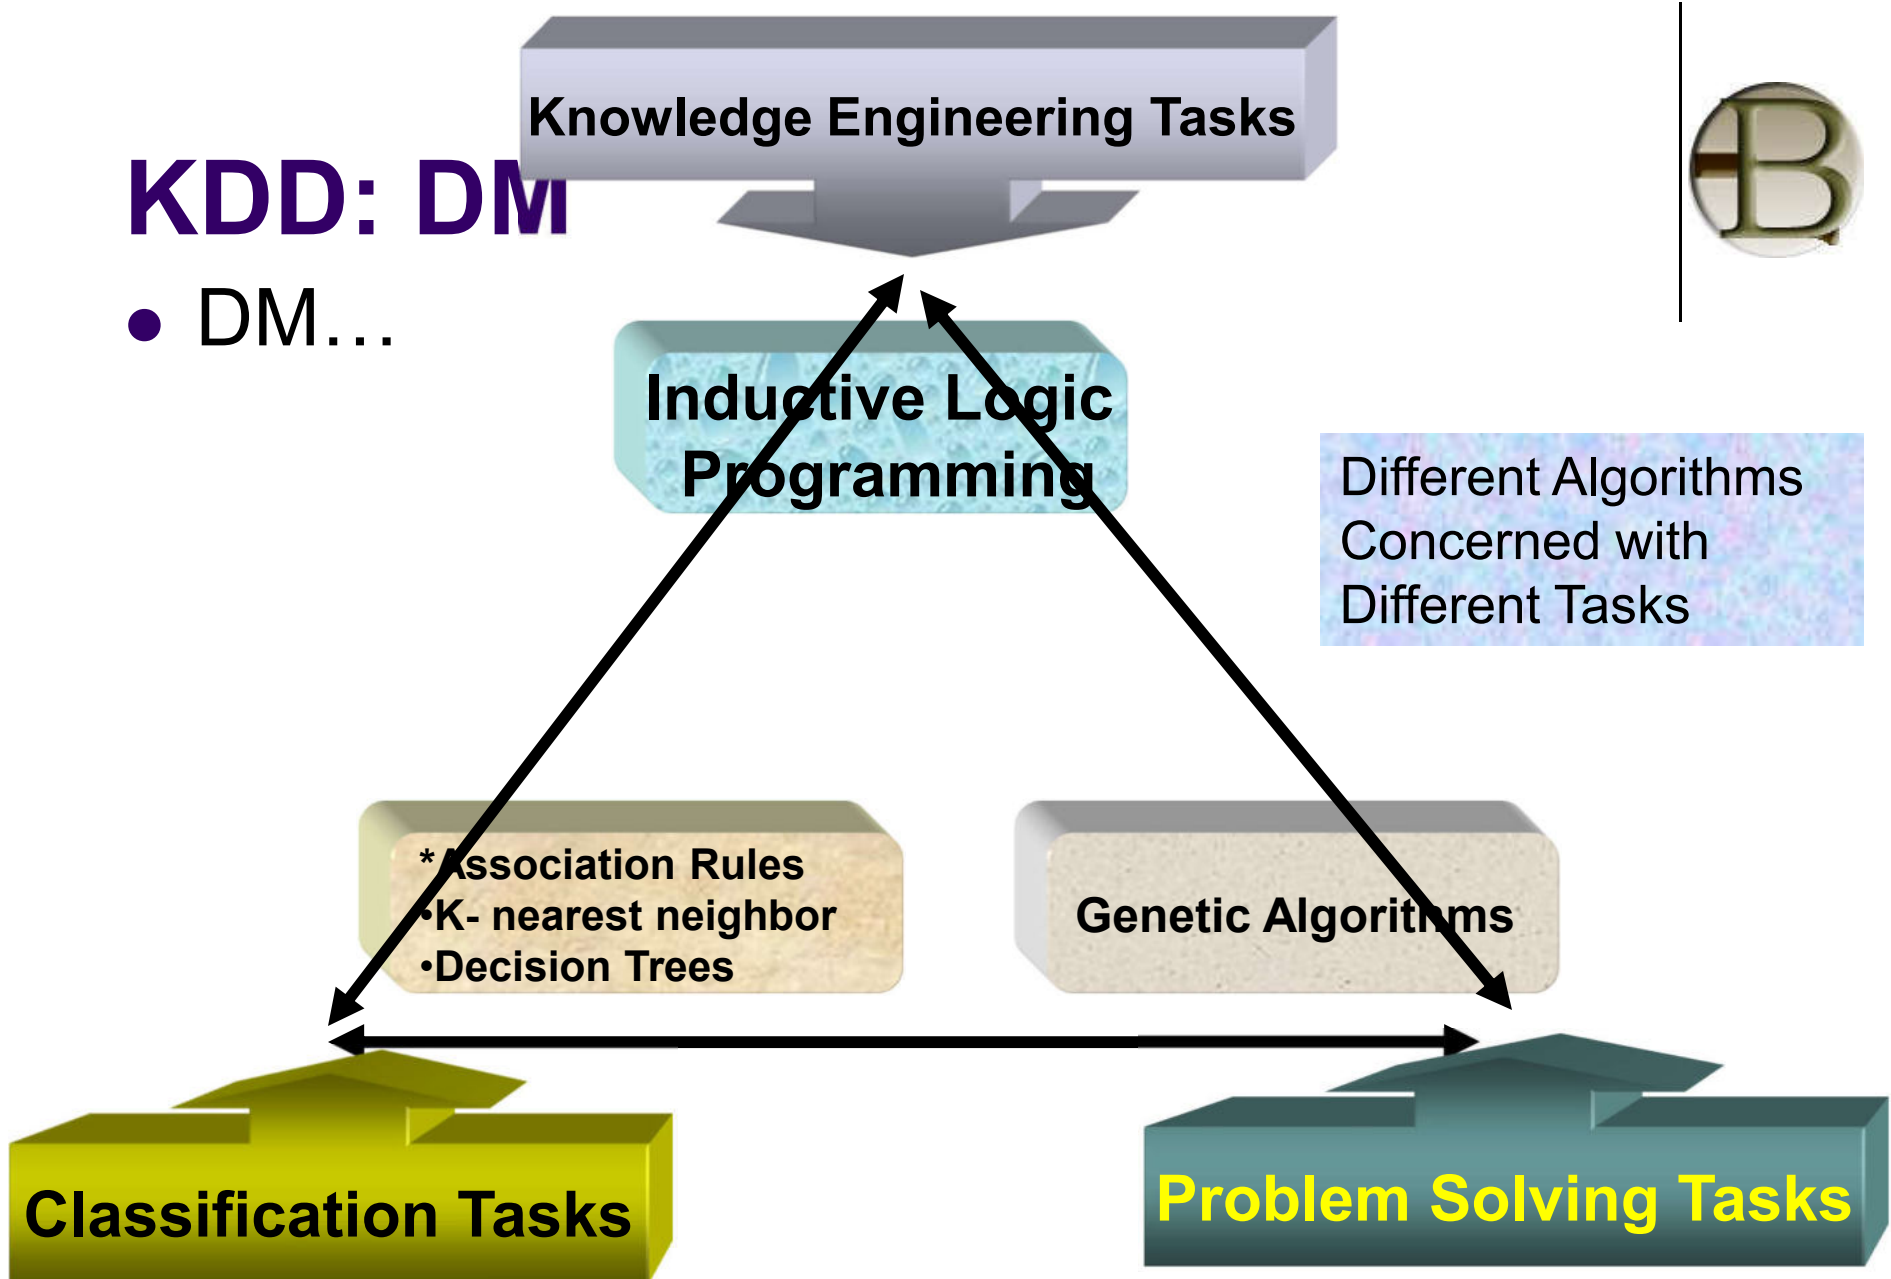 Knowledge Engineering Tasks
KDD: DM
● DM…
Inductive Logic
Programming
Different Algorithms
Concerned with
Different Tasks
*Association Rules
•K- nearest neighbor
•Decision Trees
Genetic Algorithms
Classification Tasks
Problem Solving Tasks
B